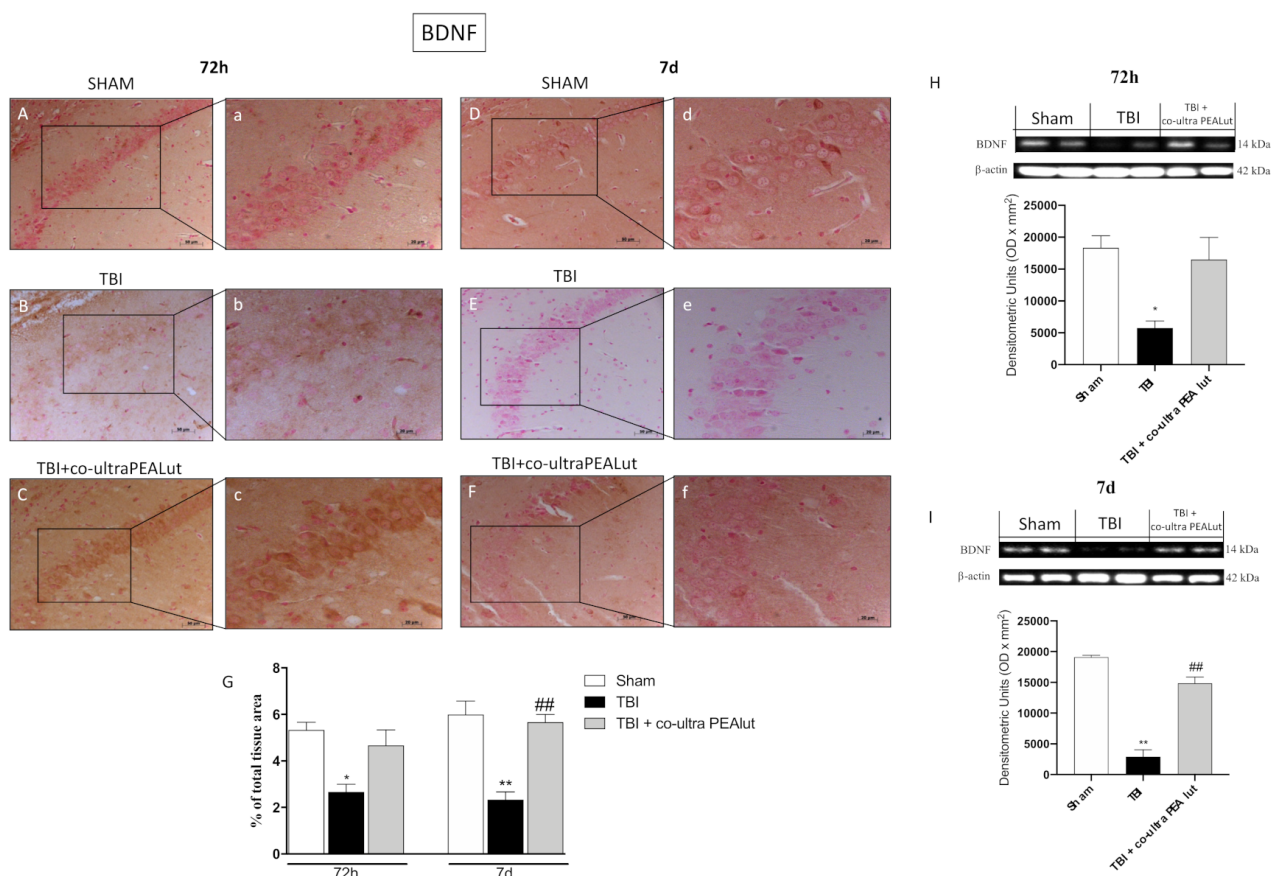 BDNF
72h
7d
SHAM
SHAM
A
a
D
d
TBI
TBI
B
b
E
e
TBI+co-ultraPEALut
TBI+co-ultraPEALut
C
c
F
f
G
% of total tissue area
8
6
4
2
0
*
**
##
72h
7d
Sham
TBI
TBI + co-ultra PEAlut
H
72h
Sham
TBI
TBI +
co-ultra PEALut
BDNF
14 kDa
β-actin
42 kDa
Densitometric Units (OD x mm²)
25000
20000
15000
10000
5000
0
*
Sham
TBI
TBI + co-ultra PEA lut
7d
I
Sham
TBI
TBI +
co-ultra PEALut
BDNF
14 kDa
β-actin
42 kDa
Densitometric Units (OD x mm²)
25000
20000
15000
10000
5000
0
**
##
Sham
TBI
TBI + co-ultra PEA lut